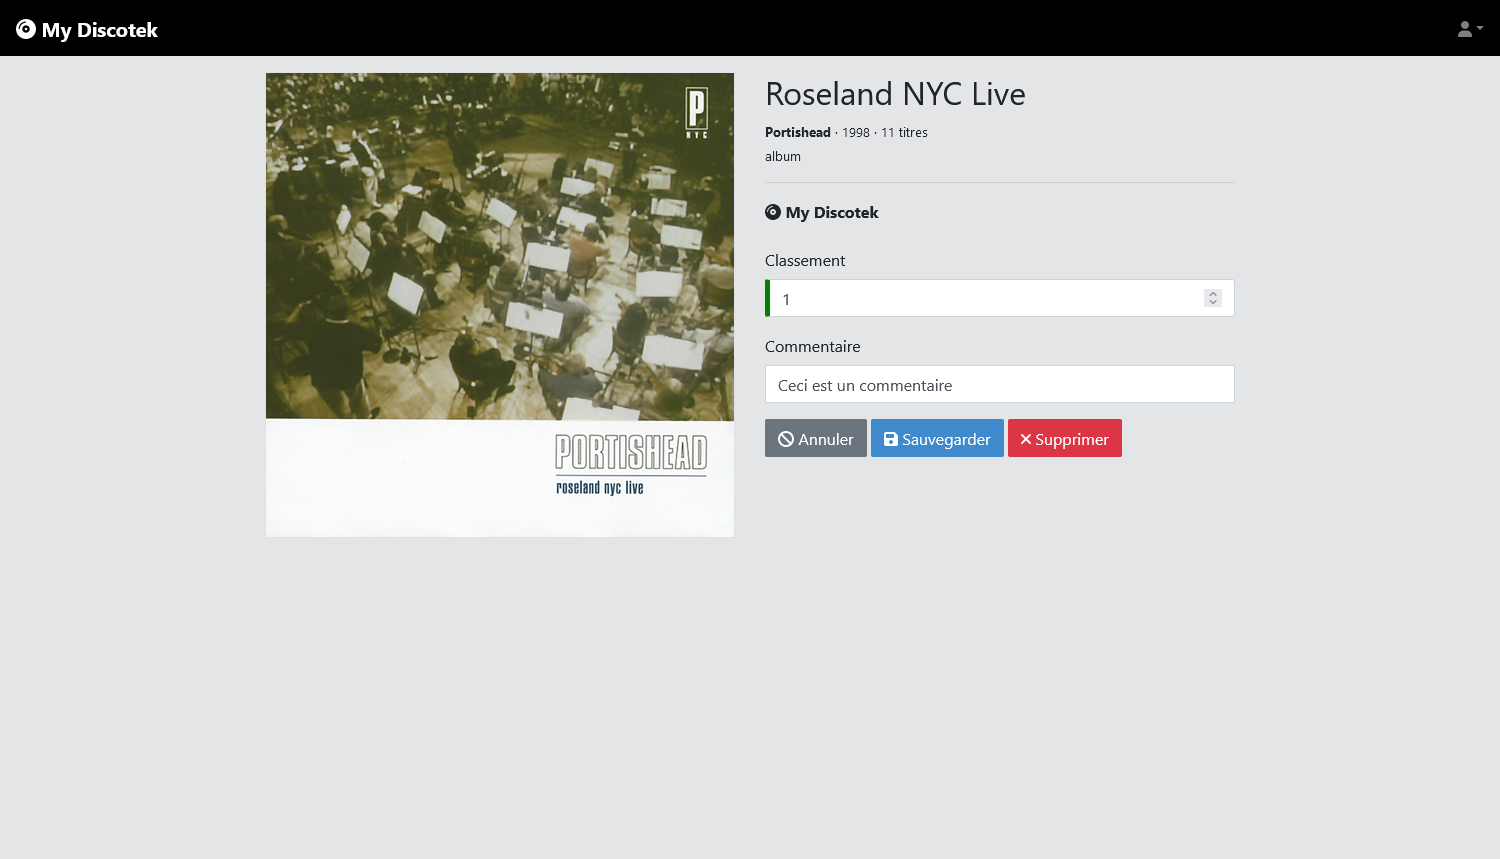 My Discotek
P
NYC
PORTISHEAD
roseland nyc live
Roseland NYC Live
Portishead · 1998 · 11 titres
album
My Discotek
Classement
1
Commentaire
Ceci est un commentaire
Annuler Sauvegarder Supprimer